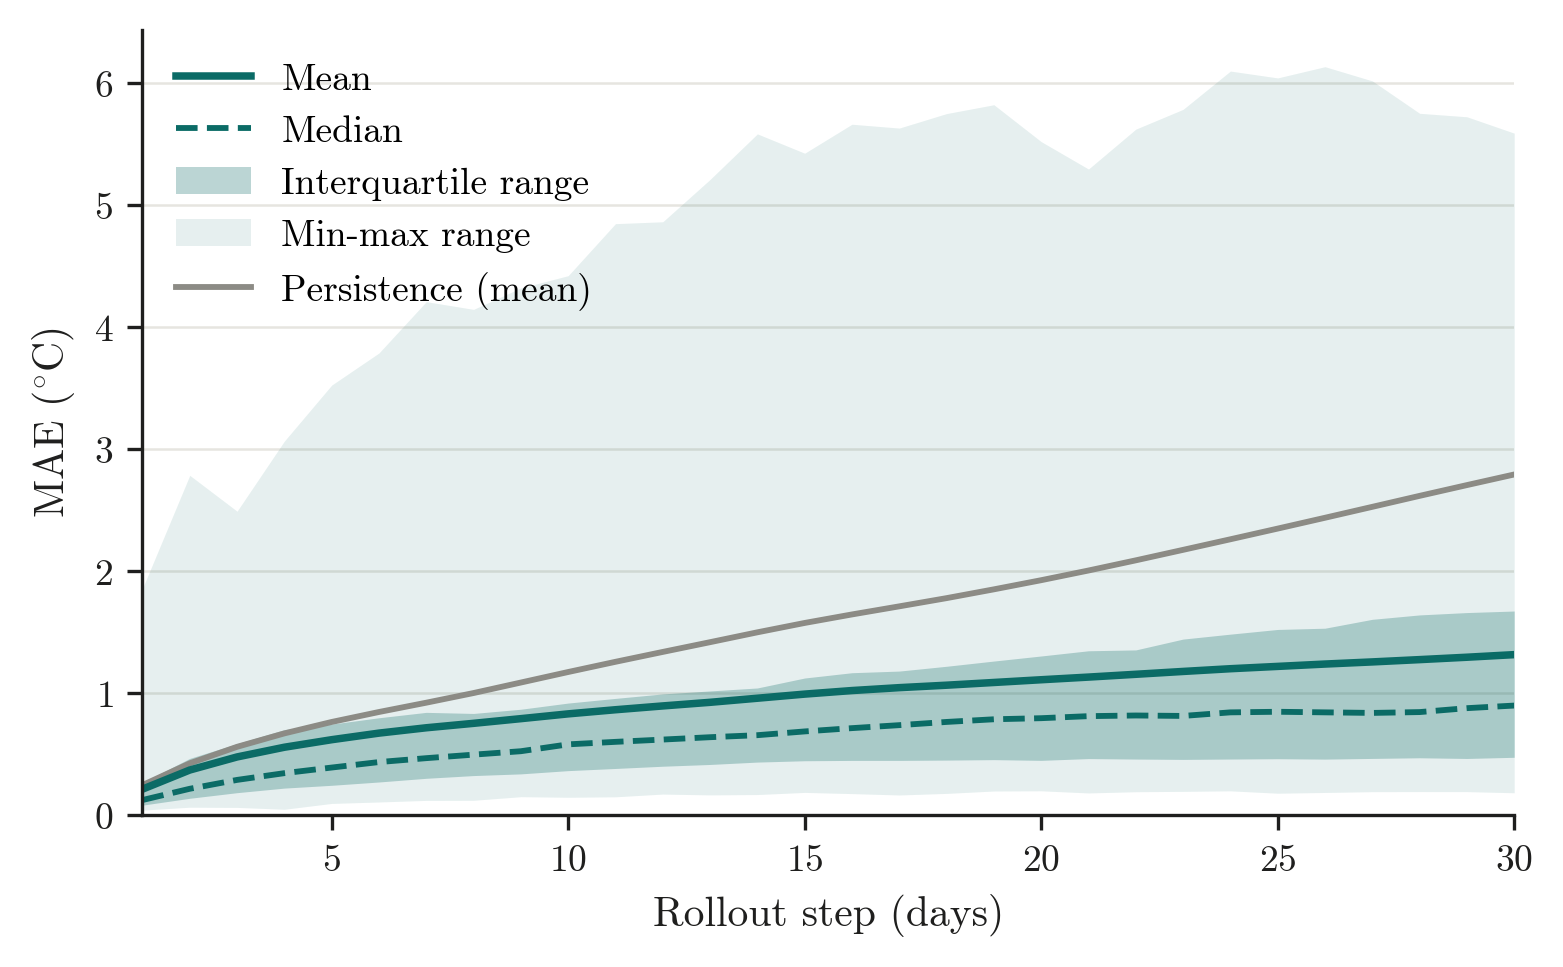 Mean
Median
Interquartile range
Min-max range
Persistence (mean)
MAE (°C)
6
5
4
3
2
1
0
5
10
15
20
25
30
Rollout step (days)